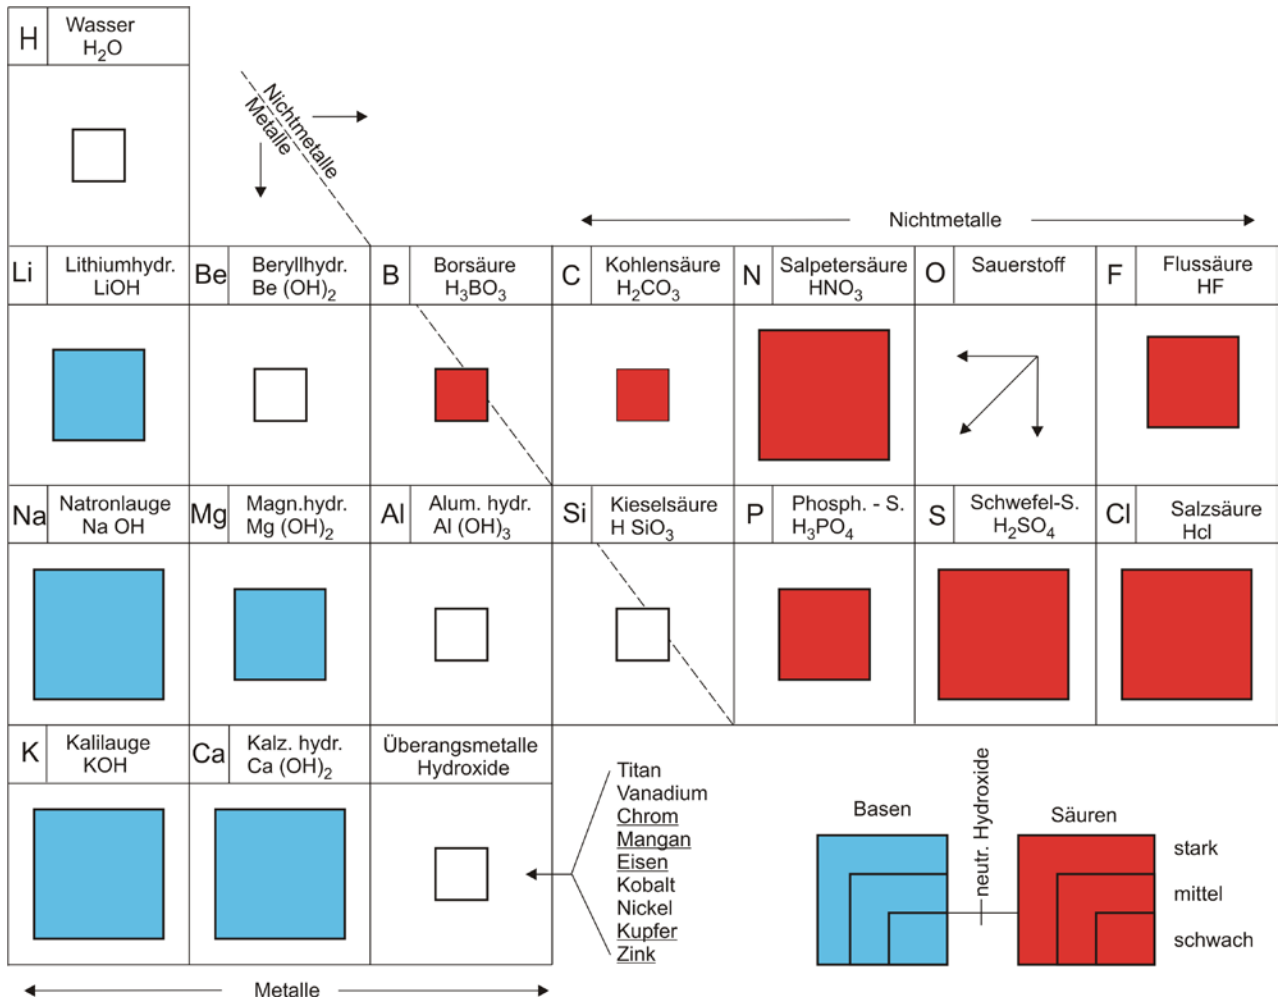 H
Wasser
H₂O
Nichtmetalle
Metalle
Nichtmetalle
Li
Lithiumhydr.
LiOH
Be
Beryllhydr.
Be (OH)₂
B
Borsäure
H₃BO₃
C
Kohlensäure
H₂CO₃
N
Salpetersäure
HNO₃
O
Sauerstoff
F
Flussäure
HF
Na
Natronlauge
Na OH
Mg
Magn.hydr.
Mg (OH)₂
Al
Alum. hydr.
Al (OH)₃
Si
Kieselsäure
H SiO₃
P
Phosph. - S.
H₃PO₄
S
Schwefel-S.
H₂SO₄
Cl
Salzsäure
Hcl
K
Kalilauge
KOH
Ca
Kalz. hydr.
Ca (OH)₂
Überangsmetalle
Hydroxide
Titan
Vanadium
Chrom
Mangan
Eisen
Kobalt
Nickel
Kupfer
Zink
Basen
neutr. Hydroxide
Säuren
stark
mittel
schwach
Metalle